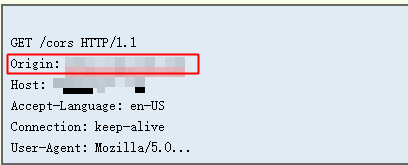 GET /cors HTTP/1.1
Origin:
Host:
Accept-Language: en-US
Connection: keep-alive
User-Agent: Mozilla/5.0...